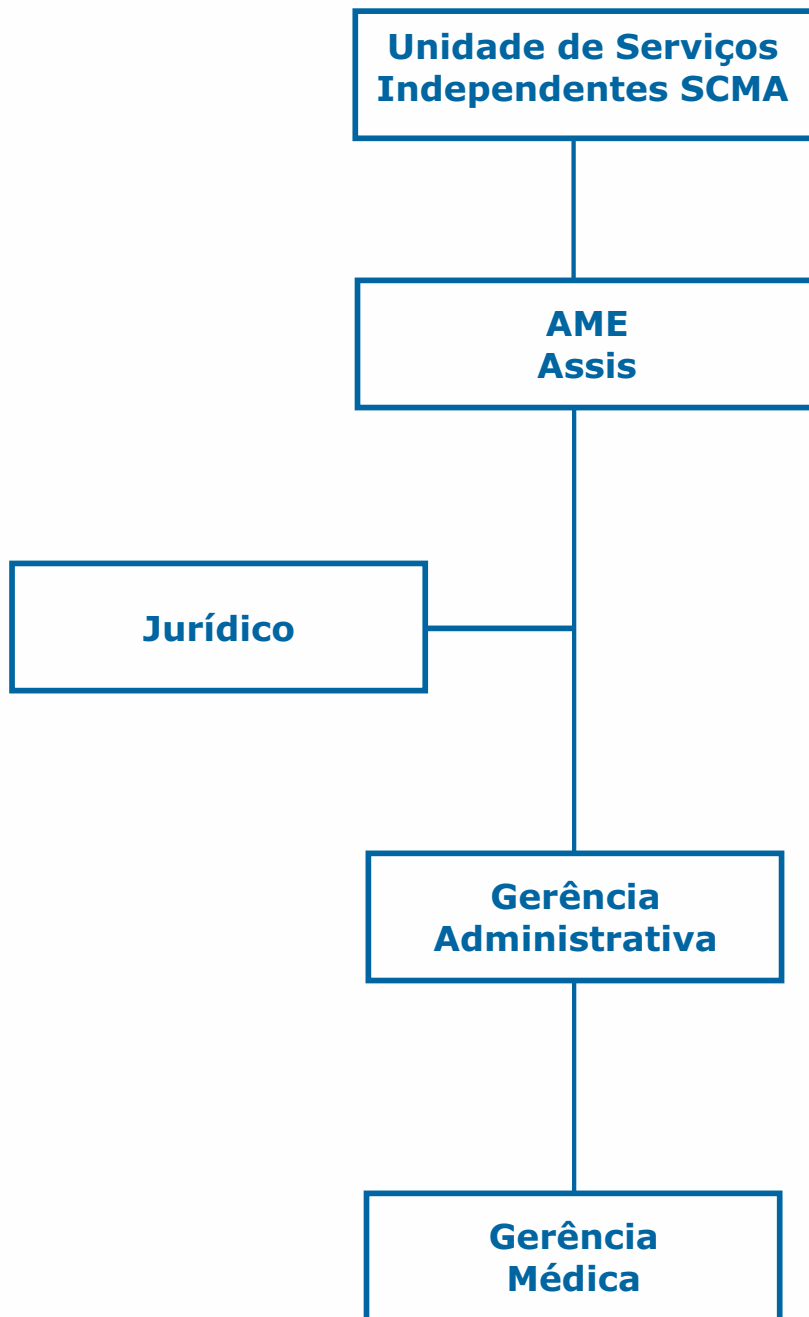 Unidade de Serviços
Independentes SCMA
AME
Assis
Jurídico
Gerência
Administrativa
Gerência
Médica